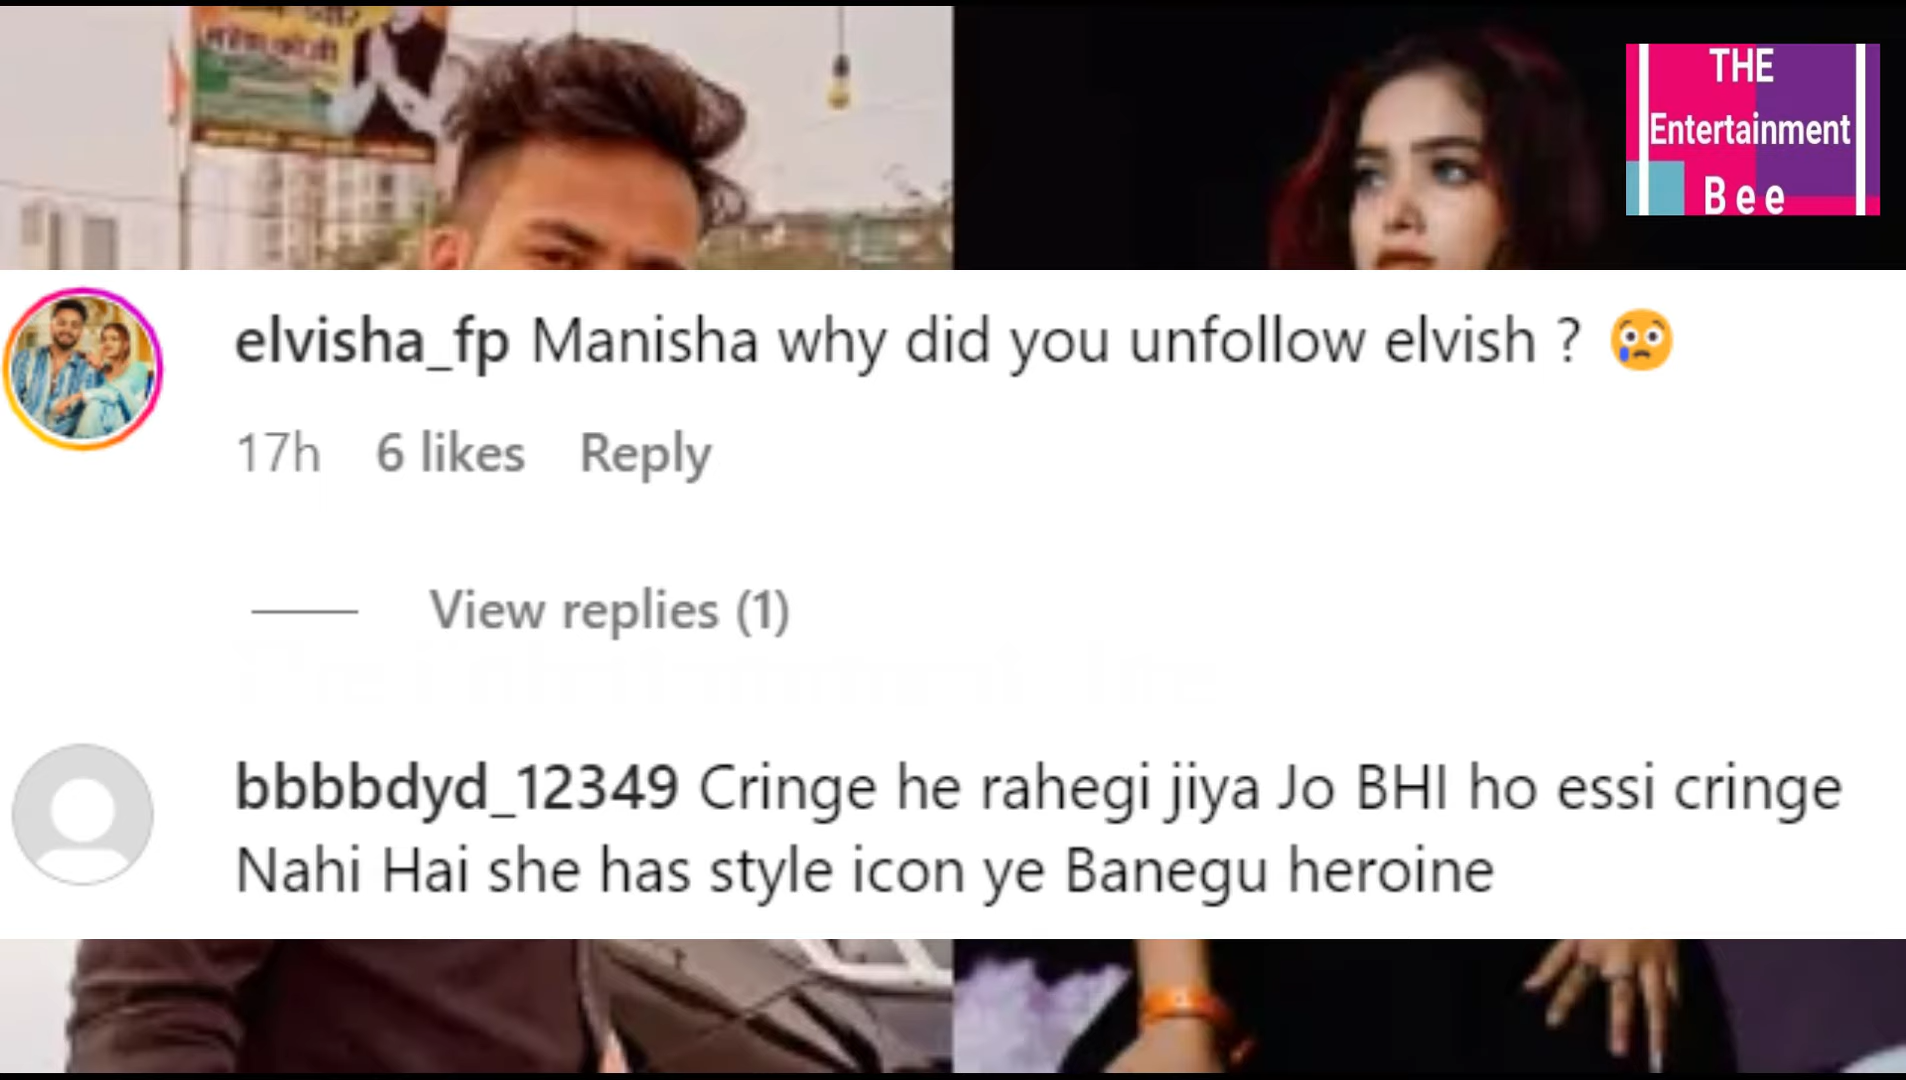 THE
Entertainment
Bee
elvisha_fp Manisha why did you unfollow elvish ? 😢
17h 6 likes Reply
View replies (1)
bbbbdyd_12349 Cringe he rahegi jiya Jo BHI ho essi cringe
Nahi Hai she has style icon ye Banegu heroine